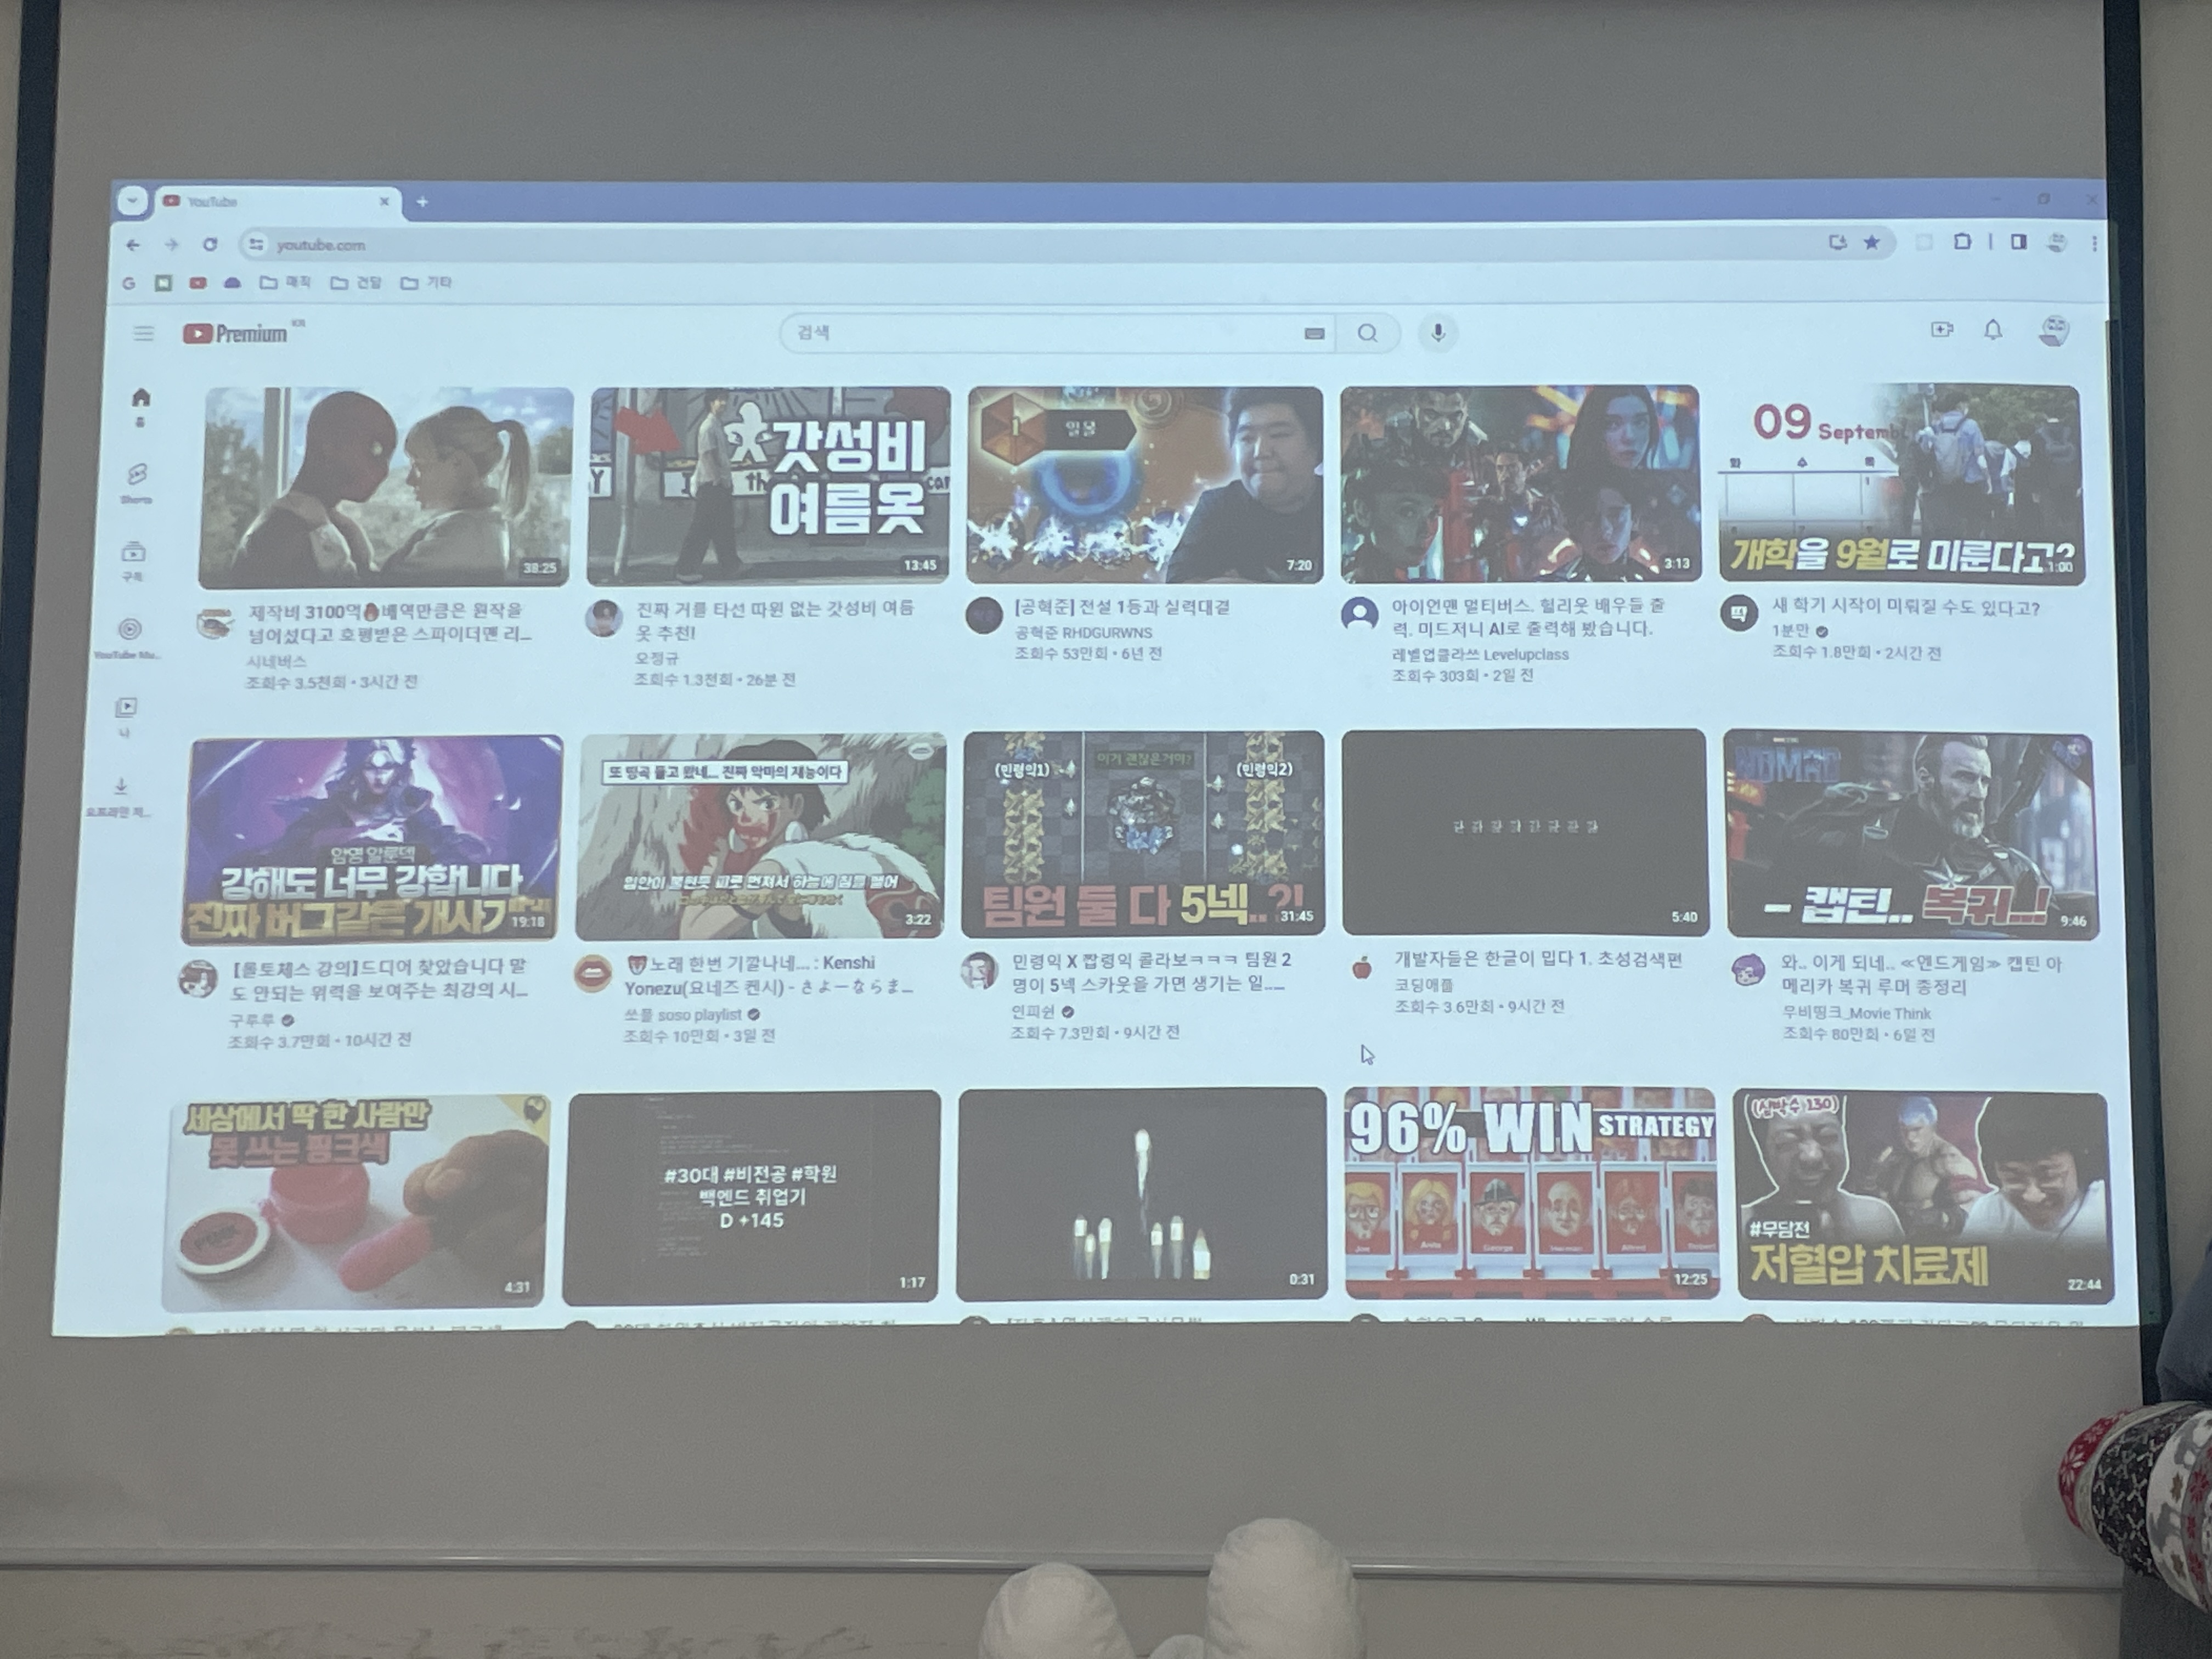 YouTube
youtube.com
G
매직
건담
기타
Premium KR
검색
홈
Shorts
구독
YouTube Mu...
나
오프라인 저...
38:25
제작비 3100억🔥배역만큼은 원작을
넘어섰다고 호평받은 스파이더맨 리...
시네버스
조회수 3.5천회 • 3시간 전
갓성비
여름옷
13:45
진짜 거를 타선 따윈 없는 갓성비 여름
옷 추천!
오정규
조회수 1.3천회 • 26분 전
1
7:20
[공혁준] 전설 1등과 실력대결
공혁준 RHDGURWNS
조회수 53만회 • 6년 전
3:13
아이언맨 멀티버스. 헐리웃 배우들 출
력. 미드저니 AI로 출력해 봤습니다.
레벨업클라쓰 Levelupclass
조회수 303회 • 2일 전
09 Septemb
화 수 목
개학을 9월로 미룬다고?
1:00
새 학기 시작이 미뤄질 수도 있다고?
1분만
조회수 1.8만회 • 2시간 전
강해도 너무 강합니다
진짜 버그같은 개사기
19:18
[롤토체스 강의]드디어 찾았습니다 말
도 안되는 위력을 보여주는 최강의 시...
구루루
조회수 3.7만회 • 10시간 전
또 띵곡 들고 왔네... 진짜 악마의 재능이다
3:22
노래 한번 기깔나네... : Kenshi
Yonezu(요네즈 켄시) - さよーならま...
쏘플 soso playlist
조회수 10만회 • 3일 전
(민령익1)
이거 괜찮은거야?
(민령익2)
팀원 둘 다 5넥..?!
31:45
민령익 X 짭령익 콜라보ㅋㅋㅋ 팀원 2
명이 5넥 스카웃을 가면 생기는 일.....
인피쉰
조회수 7.3만회 • 9시간 전
5:40
개발자들은 한글이 밉다 1. 초성검색편
코딩애플
조회수 3.6만회 • 9시간 전
NOMAD
- 캡틴.. 복귀...!
9:46
와.. 이게 되네.. ≪엔드게임≫ 캡틴 아
메리카 복귀 루머 총정리
무비띵크_Movie Think
조회수 80만회 • 6일 전
세상에서 딱 한 사람만
못 쓰는 핑크색
PINK
4:31
#30대 #비전공 #학원
백엔드 취업기
D +145
1:17
0:31
96% WIN STRATEGY
Joe
Anita
George
Herman
Alfred
Robert
12:25
(심박수 130)
#무담전
저혈압 치료제
22:44